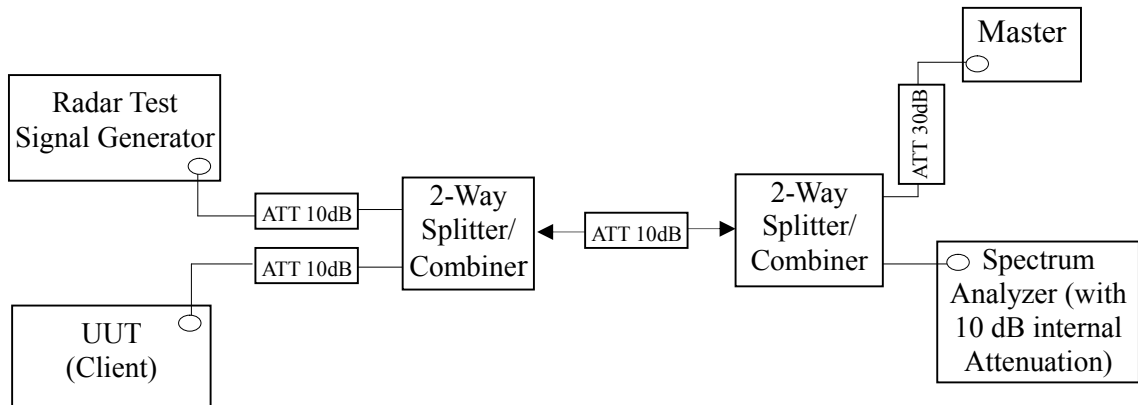 Master
ATT 30dB
Radar Test
Signal Generator
ATT 10dB
2-Way
Splitter/
Combiner
ATT 10dB
2-Way
Splitter/
Combiner
ATT 10dB
UUT
(Client)
Spectrum
Analyzer (with
10 dB internal
Attenuation)